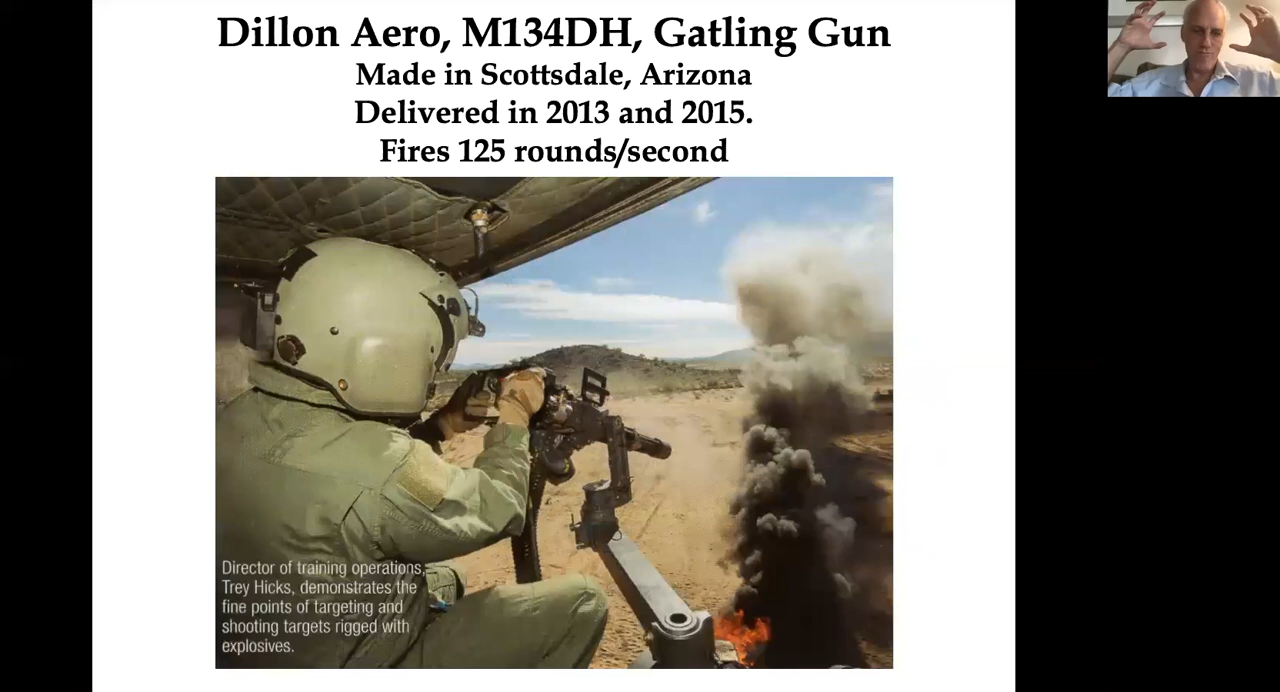 Dillon Aero, M134DH, Gatling Gun
Made in Scottsdale, Arizona
Delivered in 2013 and 2015.
Fires 125 rounds/second
Director of training operations,
Trey Hicks, demonstrates the
fine points of targeting and
shooting targets rigged with
explosives.